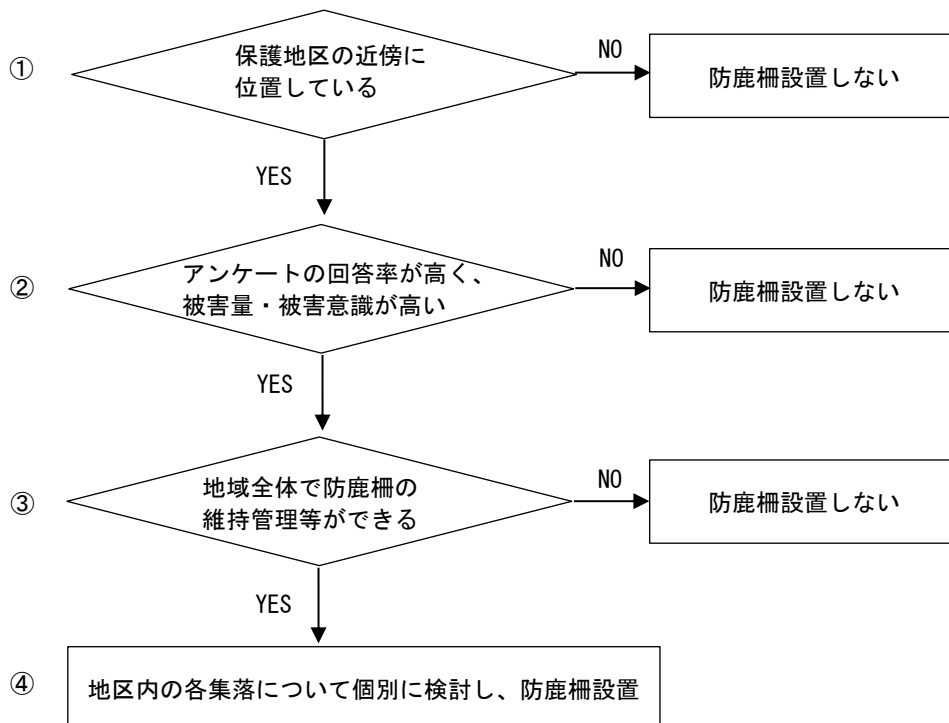 ①
保護地区の近傍に
位置している
NO
防鹿柵設置しない
YES
②
アンケートの回答率が高く、
被害量・被害意識が高い
NO
防鹿柵設置しない
YES
③
地域全体で防鹿柵の
維持管理等ができる
NO
防鹿柵設置しない
YES
④
地区内の各集落について個別に検討し、防鹿柵設置